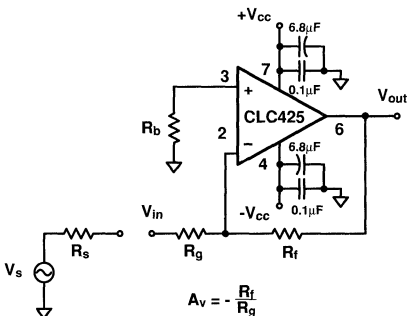 +Vcc
6.8µF
3
7
0.1µF
+
CLC425
Vout
Rb
2
−
6
4
6.8µF
-Vcc
0.1µF
Vin
Rs
Rg
Rf
Vs
Av = - Rf
Rg